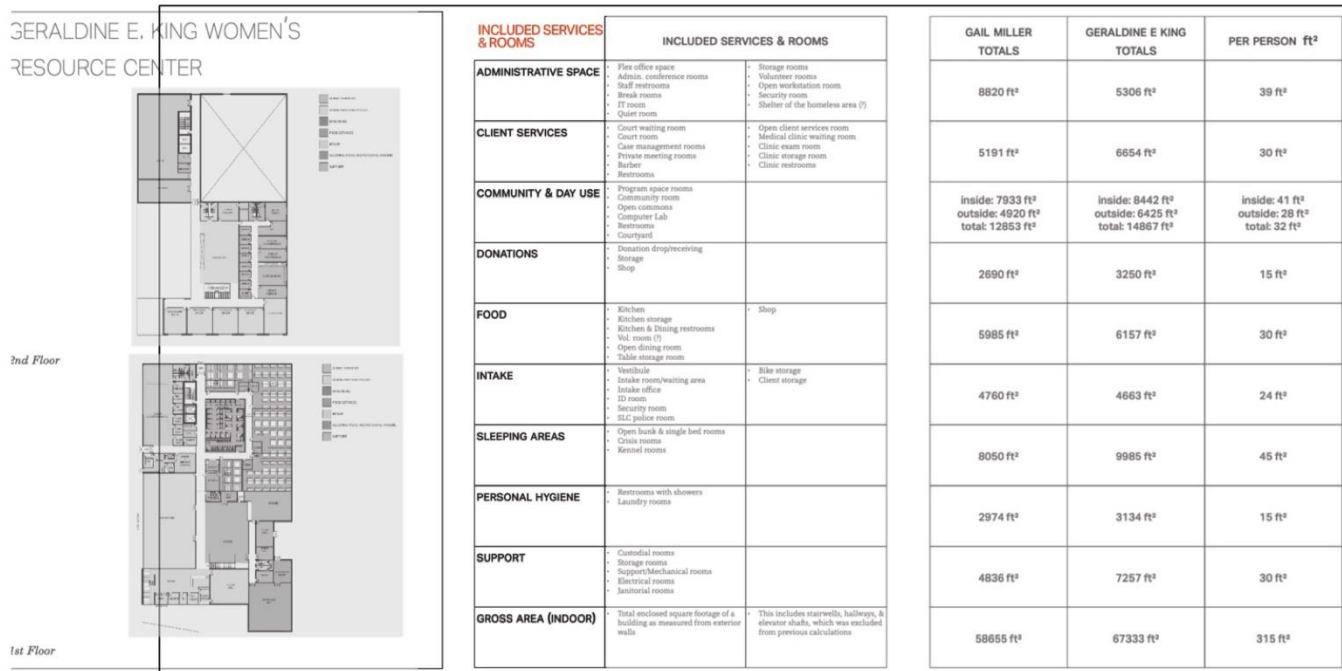 GERALDINE E. KING WOMEN'S
RESOURCE CENTER
2nd Floor
1st Floor
INCLUDED SERVICES
& ROOMS
INCLUDED SERVICES & ROOMS
GAIL MILLER
TOTALS
GERALDINE E KING
TOTALS
PER PERSON ft²
ADMINISTRATIVE SPACE
· Flex office space
· Admin. conference rooms
· Staff restrooms
· Break rooms
· IT room
· Quiet room
· Storage rooms
· Volunteer rooms
· Open workstation room
· Security room
· Shelter of the homeless area (?)
8820 ft²
5306 ft²
39 ft²
CLIENT SERVICES
· Court waiting room
· Court room
· Case management rooms
· Private meeting rooms
· Barber
· Restrooms
· Open client services room
· Medical clinic waiting room
· Clinic exam room
· Clinic storage room
· Clinic restrooms
5191 ft²
6654 ft²
30 ft²
COMMUNITY & DAY USE
· Program space rooms
· Community room
· Open commons
· Computer Lab
· Restrooms
· Courtyard
inside: 7933 ft²
outside: 4920 ft²
total: 12853 ft²
inside: 8442 ft²
outside: 6425 ft²
total: 14867 ft²
inside: 41 ft²
outside: 28 ft²
total: 32 ft²
DONATIONS
· Donation drop/receiving
· Storage
· Shop
2690 ft²
3250 ft²
15 ft²
FOOD
· Kitchen
· Kitchen storage
· Kitchen & Dining restrooms
· Vol. room (?)
· Open dining room
· Table storage room
· Shop
5985 ft²
6157 ft²
30 ft²
INTAKE
· Vestibule
· Intake room/waiting area
· Intake office
· ID room
· Security room
· SLC police room
· Bike storage
· Client storage
4760 ft²
4663 ft²
24 ft²
SLEEPING AREAS
· Open bunk & single bed rooms
· Crisis rooms
· Kennel rooms
8050 ft²
9985 ft²
45 ft²
PERSONAL HYGIENE
· Restrooms with showers
· Laundry rooms
2974 ft²
3134 ft²
15 ft²
SUPPORT
· Custodial rooms
· Storage rooms
· Support/Mechanical rooms
· Electrical rooms
· Janitorial rooms
4836 ft²
7257 ft²
30 ft²
GROSS AREA (INDOOR)
· Total enclosed square footage of a
building as measured from exterior
walls
· This includes stairwells, hallways, &
elevator shafts, which was excluded
from previous calculations
58655 ft²
67333 ft²
315 ft²